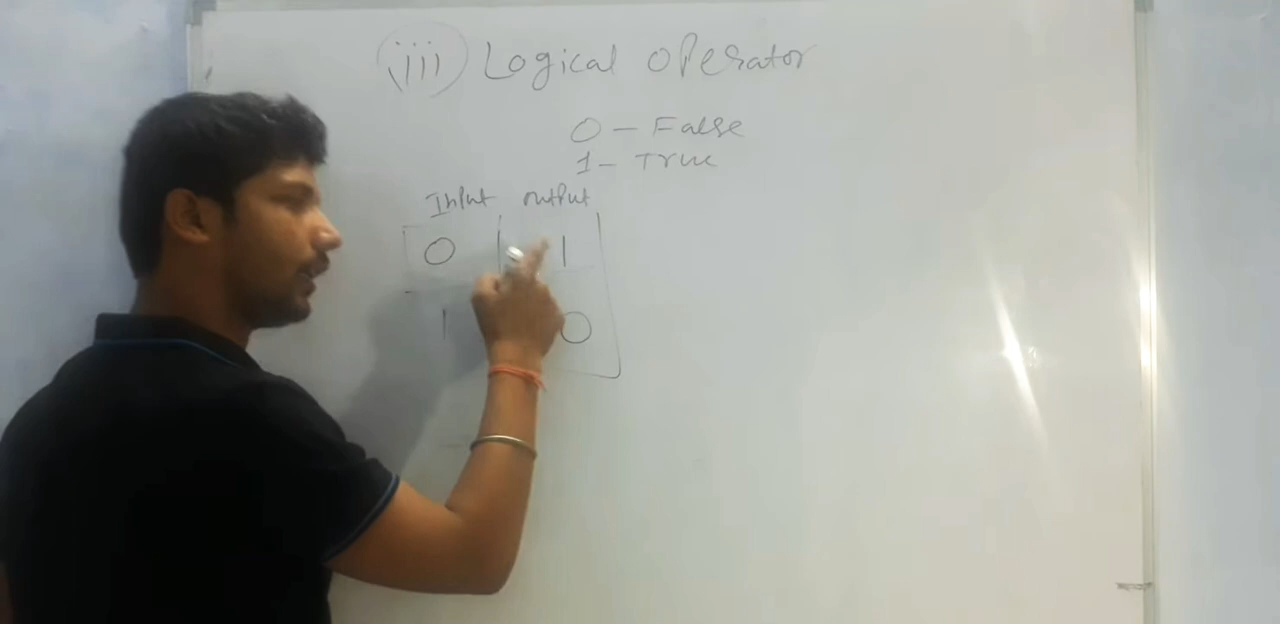 (iii) Logical operator
0 - False
1 - True
Input output
0 1
1 0